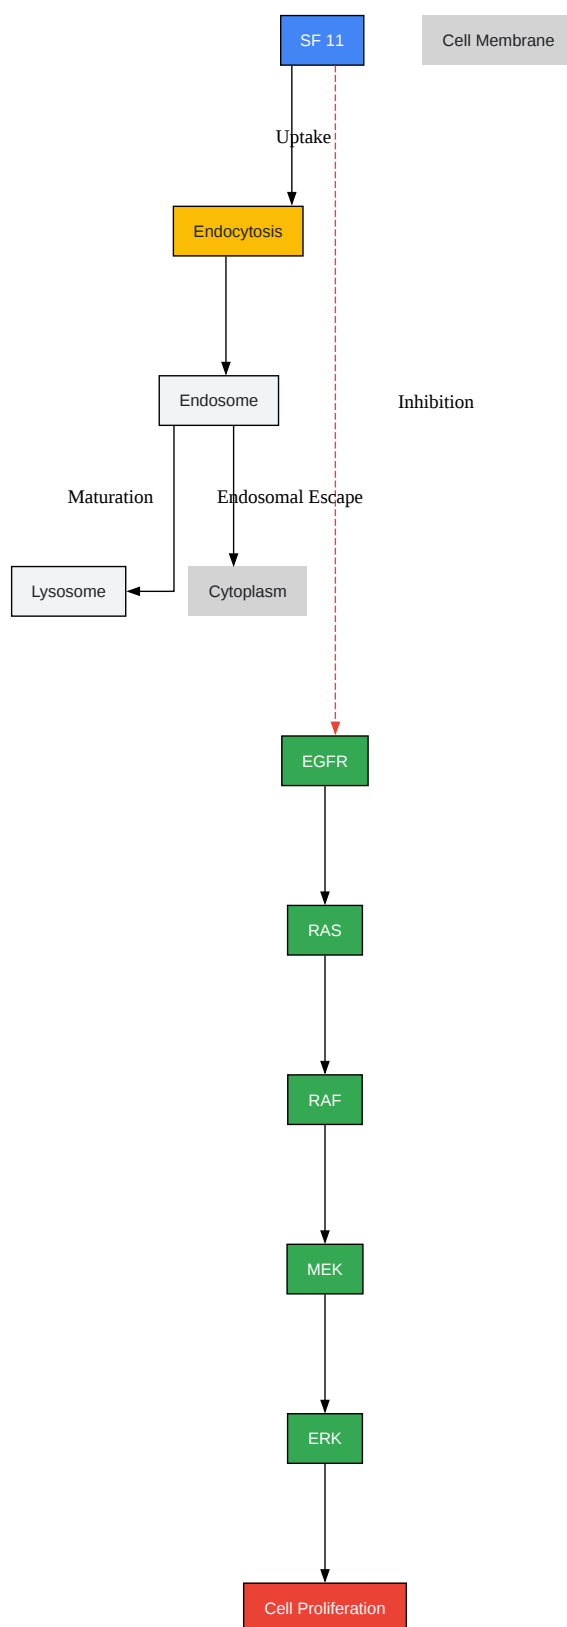 SF 11
Cell Membrane
Uptake
Endocytosis
Endosome
Inhibition
Maturation
Endosomal Escape
Lysosome
Cytoplasm
EGFR
RAS
RAF
MEK
ERK
Cell Proliferation